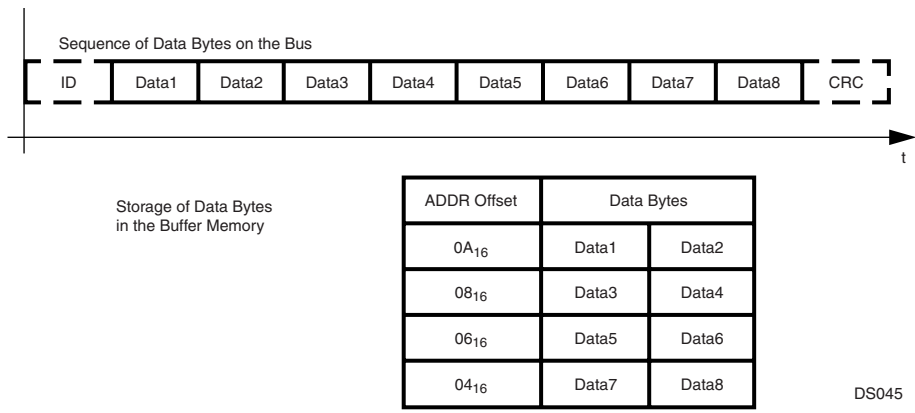 Sequence of Data Bytes on the Bus
ID Data1 Data2 Data3 Data4 Data5 Data6 Data7 Data8 CRC
t
Storage of Data Bytes
in the Buffer Memory
ADDR Offset Data Bytes
0A16 Data1 Data2
0816 Data3 Data4
0616 Data5 Data6
0416 Data7 Data8
DS045